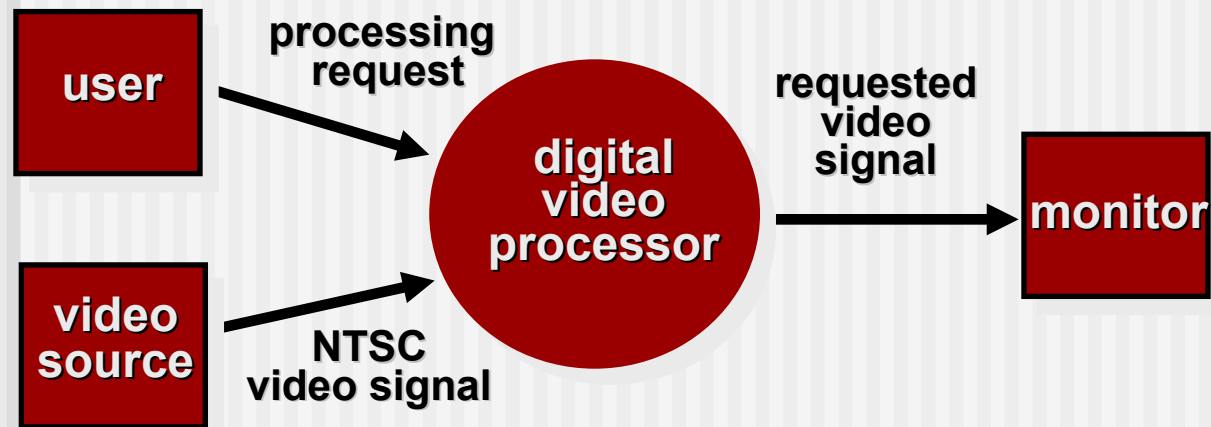 user
processing
request
digital
video
processor
requested
video
signal
monitor
video
source
NTSC
video signal